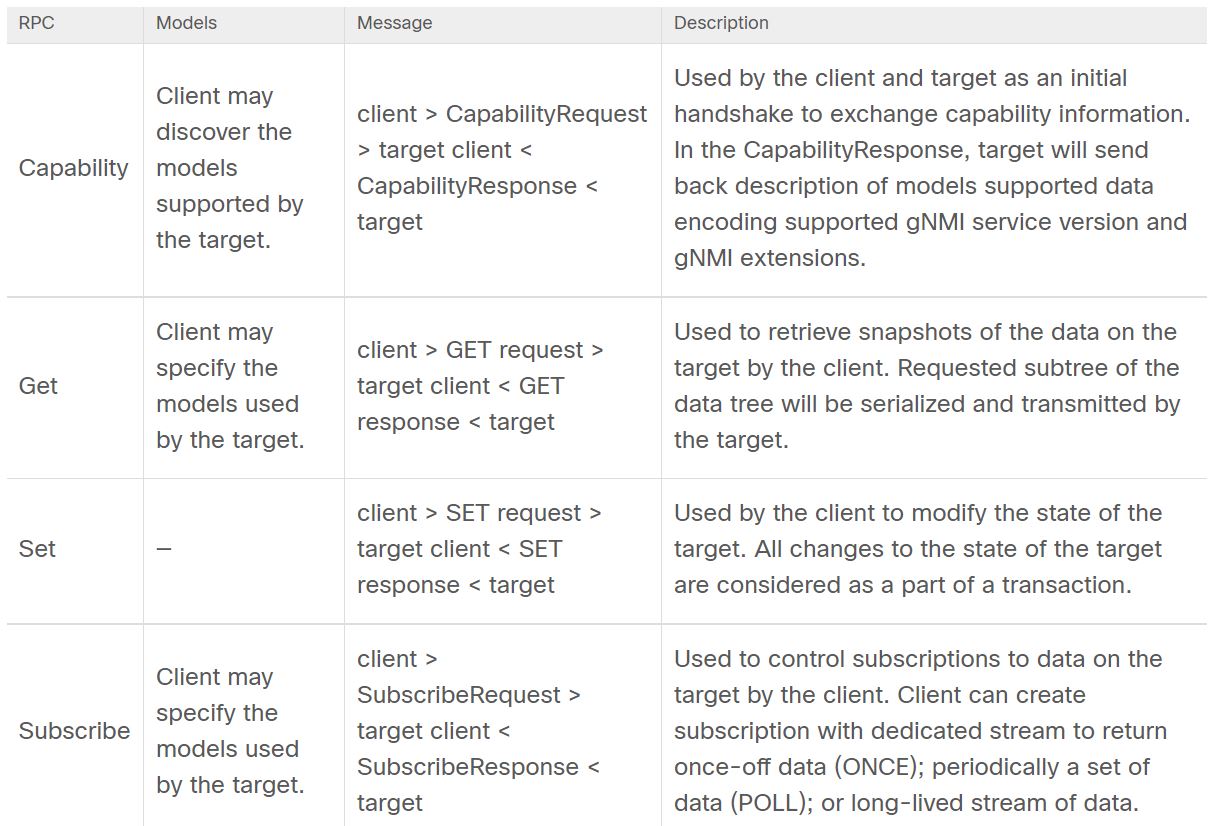 RPC Models Message Description
Client may
discover the
models
supported by
the target.
Capability
client > CapabilityRequest
> target client <
CapabilityResponse <
target
Used by the client and target as an initial
handshake to exchange capability information.
In the CapabilityResponse, target will send
back description of models supported data
encoding supported gNMI service version and
gNMI extensions.
Get
Client may
specify the
models used
by the target.
client > GET request >
target client < GET
response < target
Used to retrieve snapshots of the data on the
target by the client. Requested subtree of the
data tree will be serialized and transmitted by
the target.
Set
—
client > SET request >
target client < SET
response < target
Used by the client to modify the state of the
target. All changes to the state of the target
are considered as a part of a transaction.
Subscribe
Client may
specify the
models used
by the target.
client >
SubscribeRequest >
target client <
SubscribeResponse <
target
Used to control subscriptions to data on the
target by the client. Client can create
subscription with dedicated stream to return
once-off data (ONCE); periodically a set of
data (POLL); or long-lived stream of data.